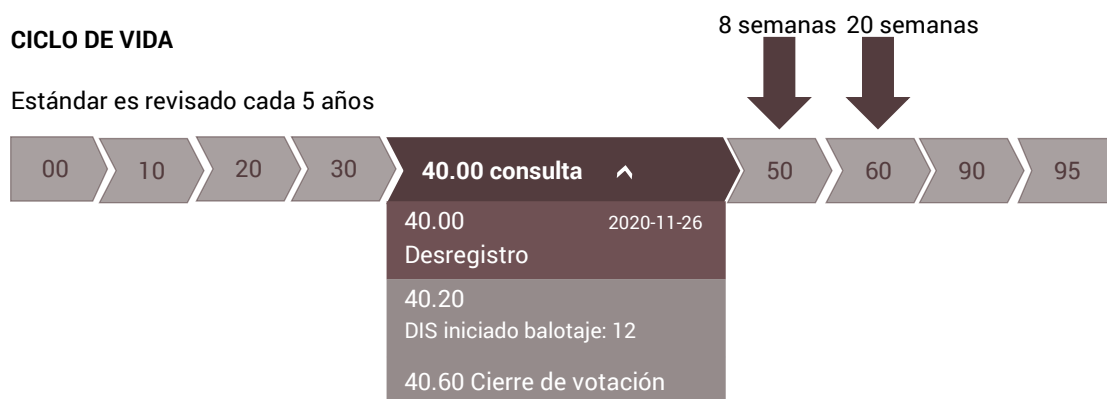 8 semanas 20 semanas
CICLO DE VIDA
Estándar es revisado cada 5 años
00 10 20 30 40.00 consulta 50 60 90 95
40.00 2020-11-26
Desregistro
40.20
DIS iniciado balotaje: 12
40.60 Cierre de votación